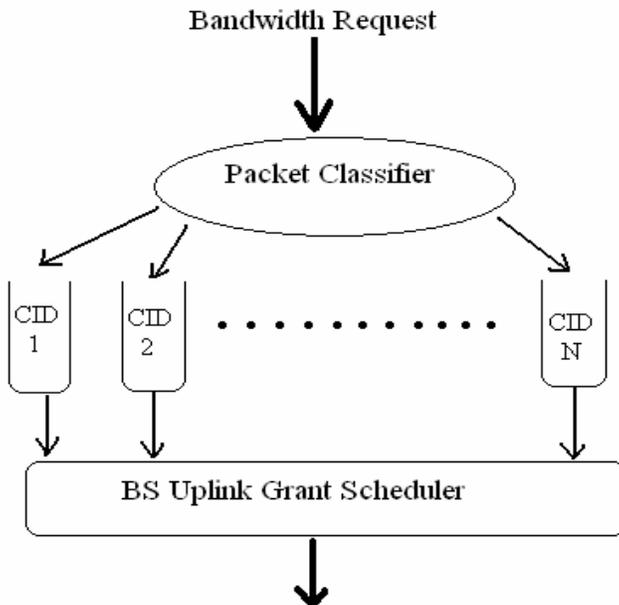 Bandwidth Request
Packet Classifier
CID
1
CID
2
CID
N
BS Uplink Grant Scheduler